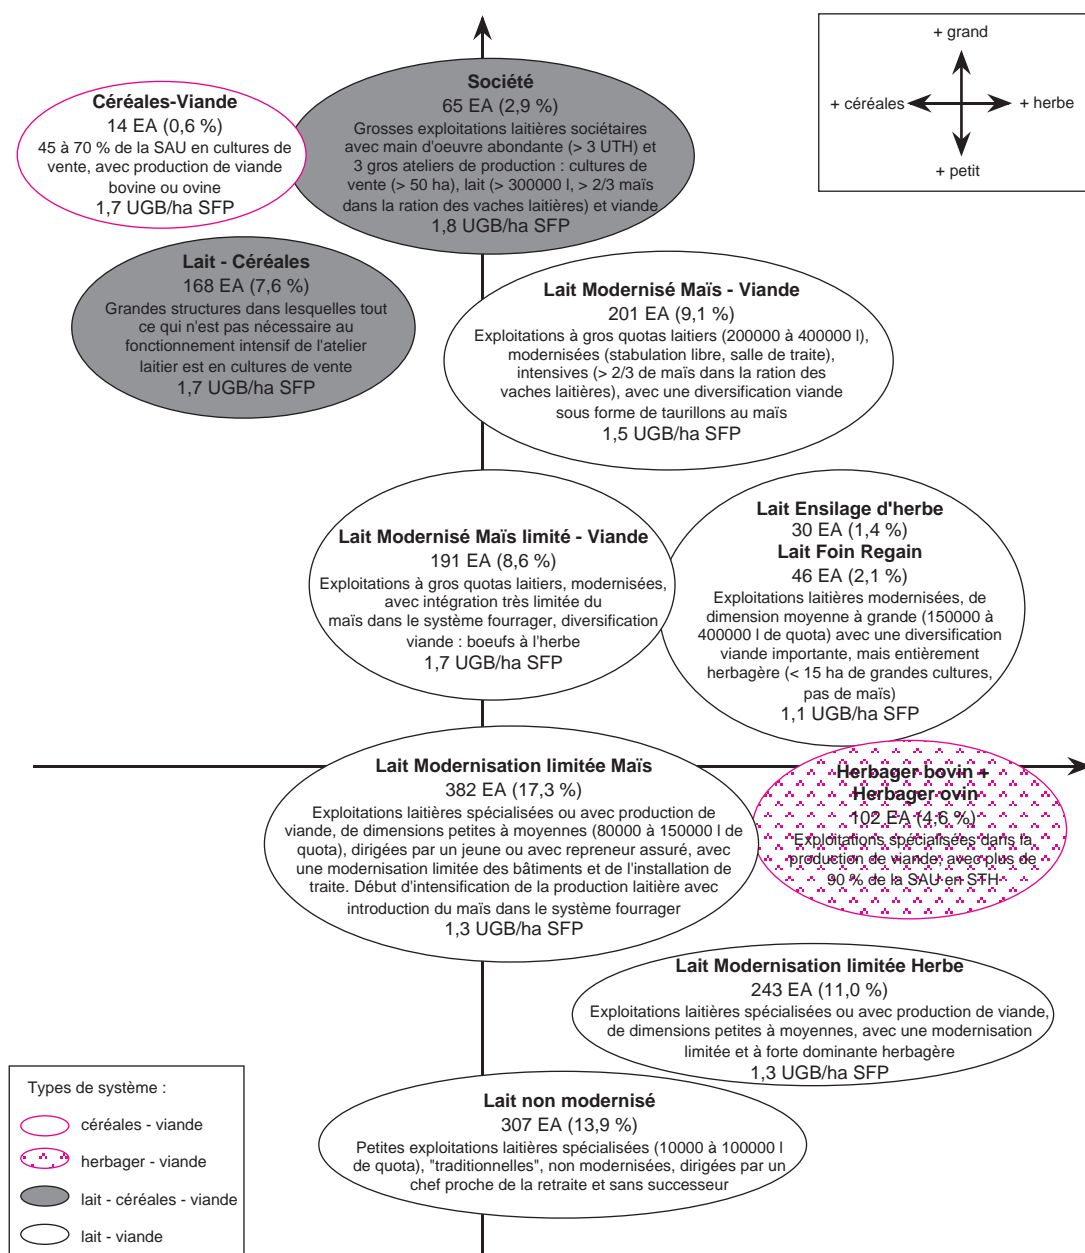 + grand
+ céréales
+ herbe
+ petit
Société
65 EA (2,9 %)
Grosses exploitations laitières sociétaires
avec main d'oeuvre abondante (> 3 UTH) et
3 gros ateliers de production : cultures de
vente (> 50 ha), lait (> 300000 l, > 2/3 maïs
dans la ration des vaches laitières) et viande
1,8 UGB/ha SFP
Céréales-Viande
14 EA (0,6 %)
45 à 70 % de la SAU en cultures de
vente, avec production de viande
bovine ou ovine
1,7 UGB/ha SFP
Lait - Céréales
168 EA (7,6 %)
Grandes structures dans lesquelles tout
ce qui n'est pas nécessaire au
fonctionnement intensif de l'atelier
laitier est en cultures de vente
1,7 UGB/ha SFP
Lait Modernisé Maïs - Viande
201 EA (9,1 %)
Exploitations à gros quotas laitiers (200000 à 400000 l),
modernisées (stabulation libre, salle de traite),
intensives (> 2/3 de maïs dans la ration des
vaches laitières), avec une diversification viande
sous forme de taurillons au maïs
1,5 UGB/ha SFP
Lait Modernisé Maïs limité - Viande
191 EA (8,6 %)
Exploitations à gros quotas laitiers, modernisées,
avec intégration très limitée du
maïs dans le système fourrager, diversification
viande : boeufs à l'herbe
1,7 UGB/ha SFP
Lait Ensilage d'herbe
30 EA (1,4 %)
Lait Foin Regain
46 EA (2,1 %)
Exploitations laitières modernisées, de
dimension moyenne à grande (150000 à
400000 l de quota) avec une diversification
viande importante, mais entièrement
herbagère (< 15 ha de grandes cultures,
pas de maïs)
1,1 UGB/ha SFP
Lait Modernisation limitée Maïs
382 EA (17,3 %)
Exploitations laitières spécialisées ou avec production de
viande, de dimensions petites à moyennes (80000 à 150000 l de
quota), dirigées par un jeune ou avec repreneur assuré, avec
une modernisation limitée des bâtiments et de l'installation de
traite. Début d'intensification de la production laitière avec
introduction du maïs dans le système fourrager
1,3 UGB/ha SFP
Herbager bovin +
Herbager ovin
102 EA (4,6 %)
Exploitations spécialisées dans la
production de viande, avec plus de
90 % de la SAU en STH
Lait Modernisation limitée Herbe
243 EA (11,0 %)
Exploitations laitières spécialisées ou avec production de viande,
de dimensions petites à moyennes, avec une modernisation
limitée et à forte dominante herbagère
1,3 UGB/ha SFP
Lait non modernisé
307 EA (13,9 %)
Petites exploitations laitières spécialisées (10000 à 100000 l
de quota), "traditionnelles", non modernisées, dirigées par un
chef proche de la retraite et sans successeur
Types de système :
céréales - viande
herbager - viande
lait - céréales - viande
lait - viande